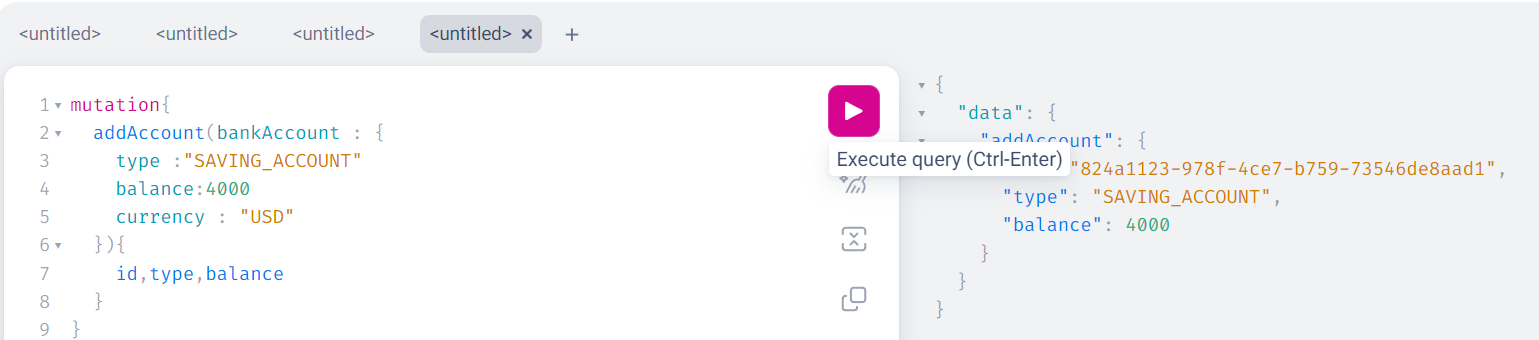 <untitled> <untitled> <untitled> <untitled> × +
1 mutation{
2 addAccount(bankAccount : {
3 type :"SAVING_ACCOUNT"
4 balance:4000
5 currency : "USD"
6 }){
7 id,type,balance
8 }
9 }
Execute query (Ctrl-Enter)
{
"data": {
"addAccount": {
"824a1123-978f-4ce7-b759-73546de8aad1",
"type": "SAVING_ACCOUNT",
"balance": 4000
}
}
}